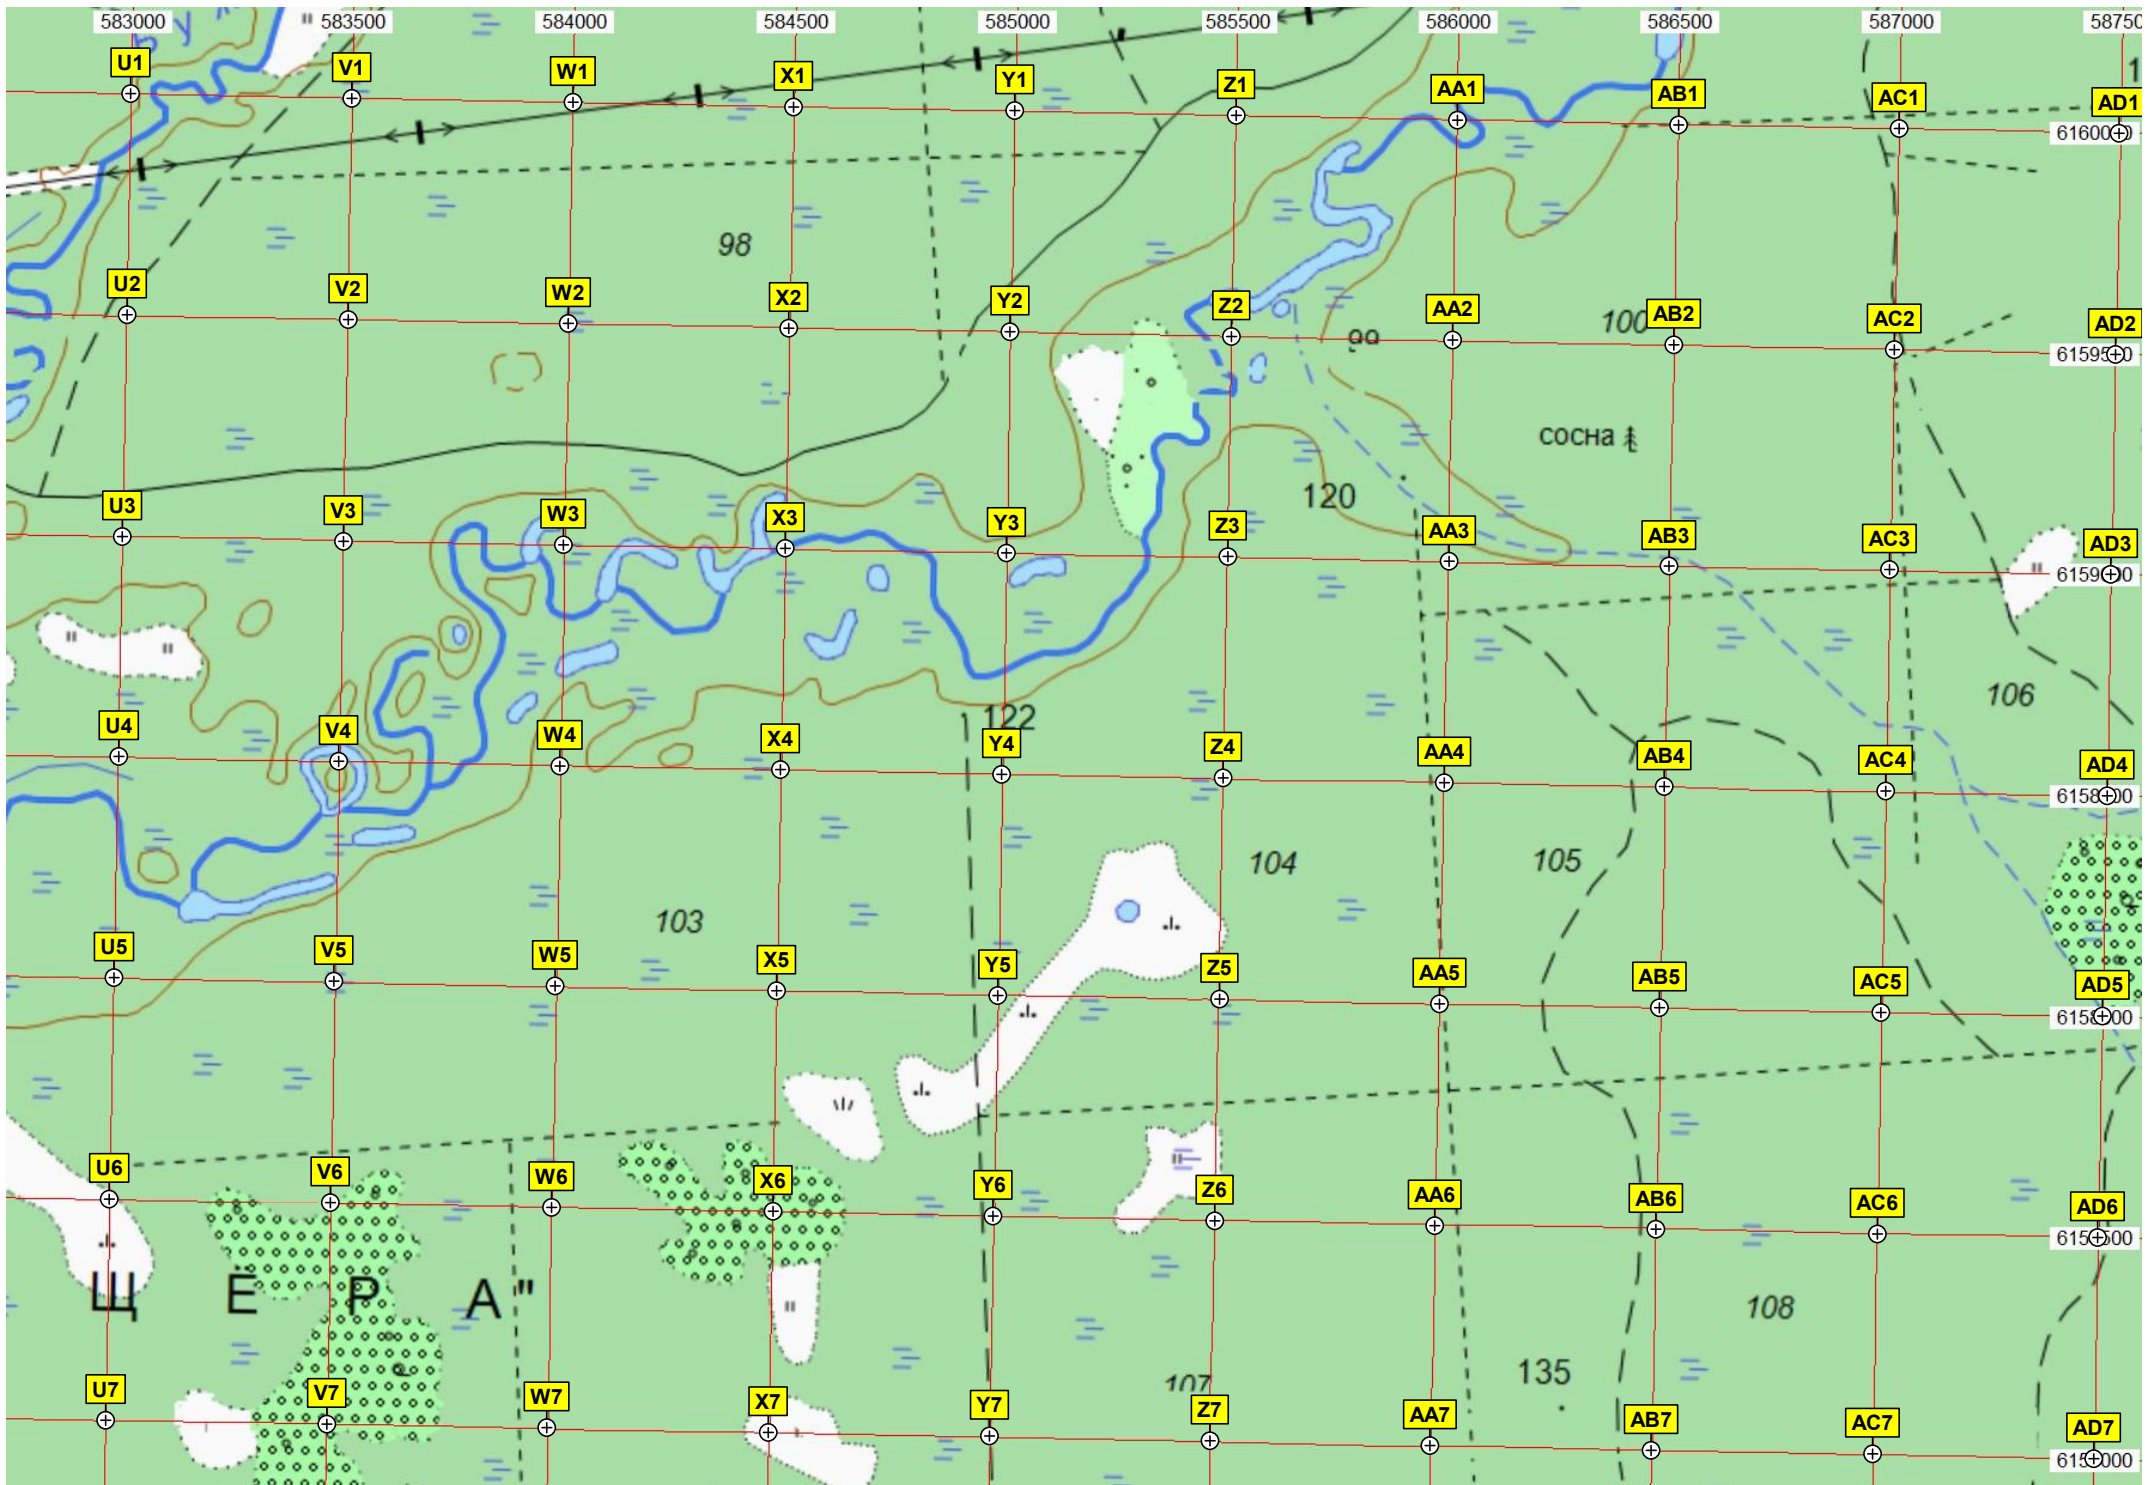 583000 583500 584000 584500 585000 585500 586000 586500 587000 58750
U1 V1 W1 X1 Y1 Z1 AA1 AB1 AC1 AD1
98
U2 V2 W2 X2 Y2 Z2 AA2 AB2 AC2 AD2
99 100
сосна
120
U3 V3 W3 X3 Y3 Z3 AA3 AB3 AC3 AD3
106
122
U4 V4 W4 X4 Y4 Z4 AA4 AB4 AC4 AD4
104 105
103
U5 V5 W5 X5 Y5 Z5 AA5 AB5 AC5 AD5
U6 V6 W6 X6 Y6 Z6 AA6 AB6 AC6 AD6
Щ Ё Р А"
108
135
107
U7 V7 W7 X7 Y7 Z7 AA7 AB7 AC7 AD7